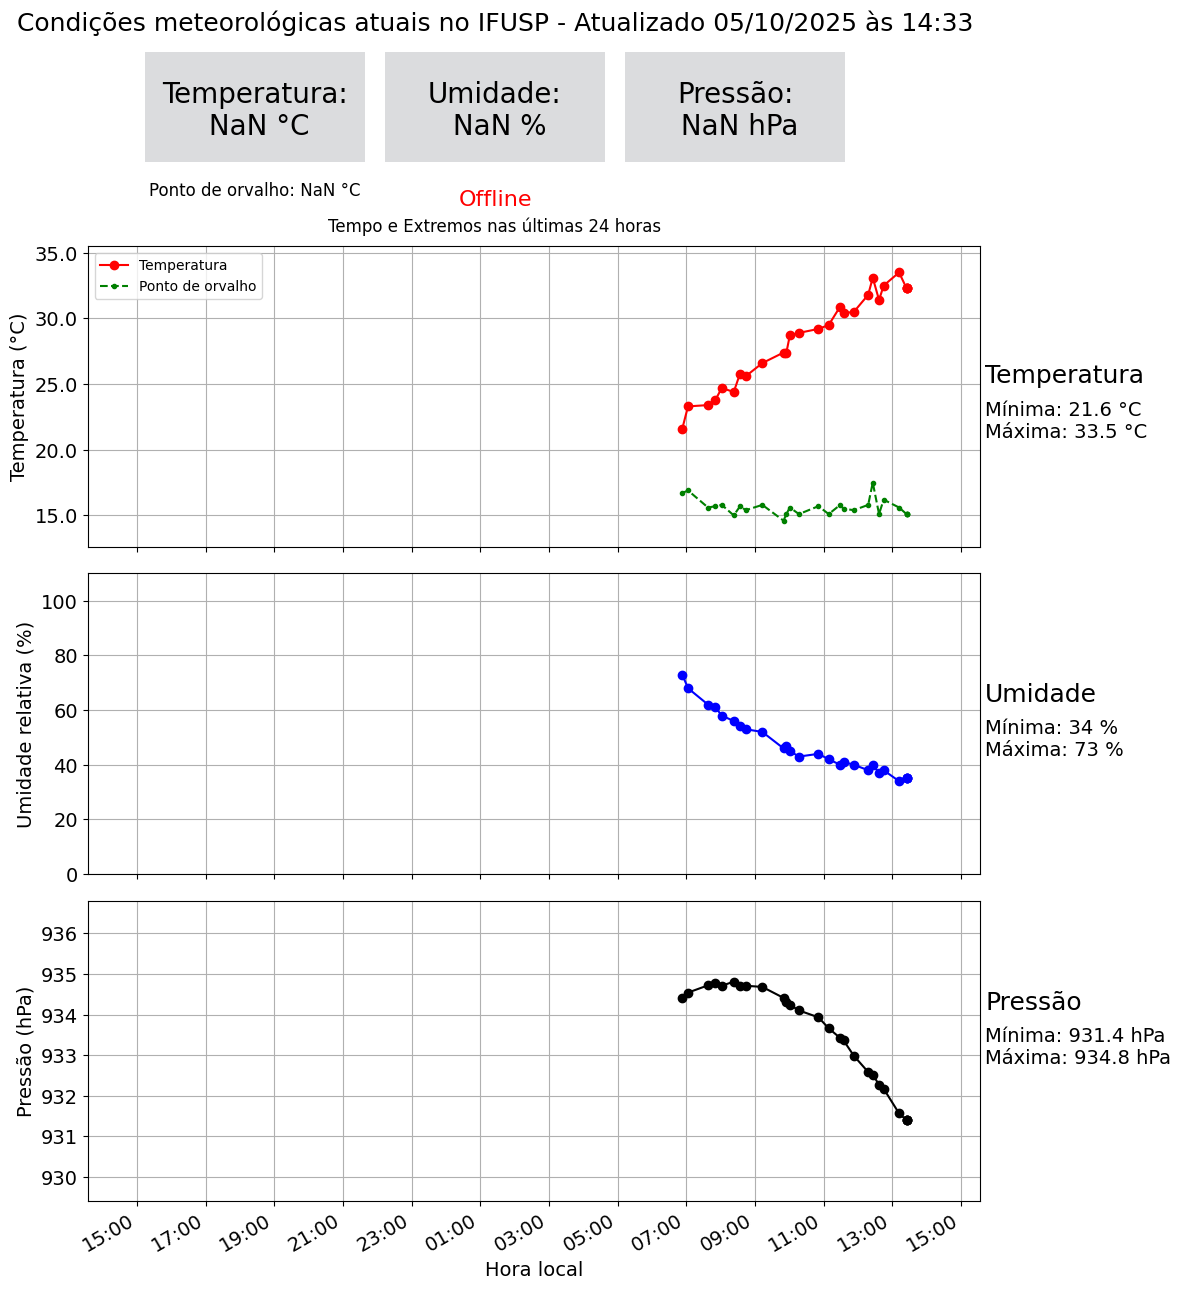 Condições meteorológicas atuais no IFUSP - Atualizado 05/10/2025 às 14:33
Temperatura:
NaN °C
Umidade:
NaN %
Pressão:
NaN hPa
Ponto de orvalho: NaN °C
Offline
Tempo e Extremos nas últimas 24 horas
Temperatura (°C)
35.0
30.0
25.0
20.0
15.0
Temperatura
Ponto de orvalho
Temperatura
Mínima: 21.6 °C
Máxima: 33.5 °C
Umidade relativa (%)
100
80
60
40
20
0
Umidade
Mínima: 34 %
Máxima: 73 %
Pressão (hPa)
936
935
934
933
932
931
930
Pressão
Mínima: 931.4 hPa
Máxima: 934.8 hPa
15:00
17:00
19:00
21:00
23:00
01:00
03:00
05:00
07:00
09:00
11:00
13:00
15:00
Hora local